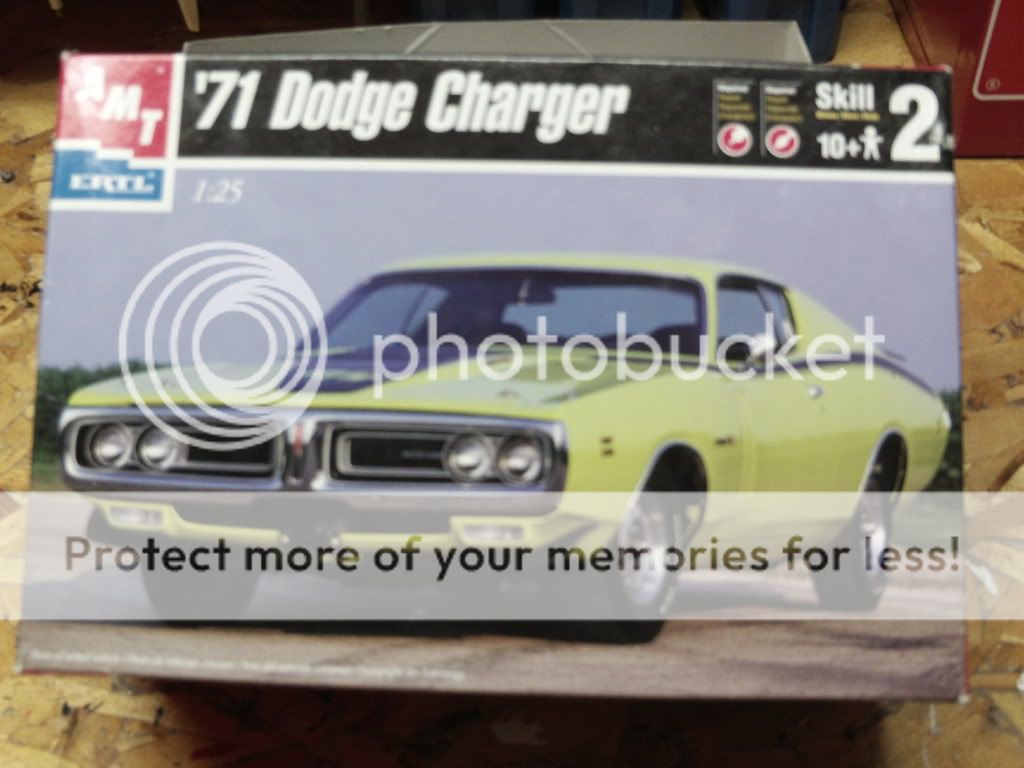 AMT
ERTL
'71 Dodge Charger
Skill 2
10+
1:25
photobucket
Protect more of your memories for less!